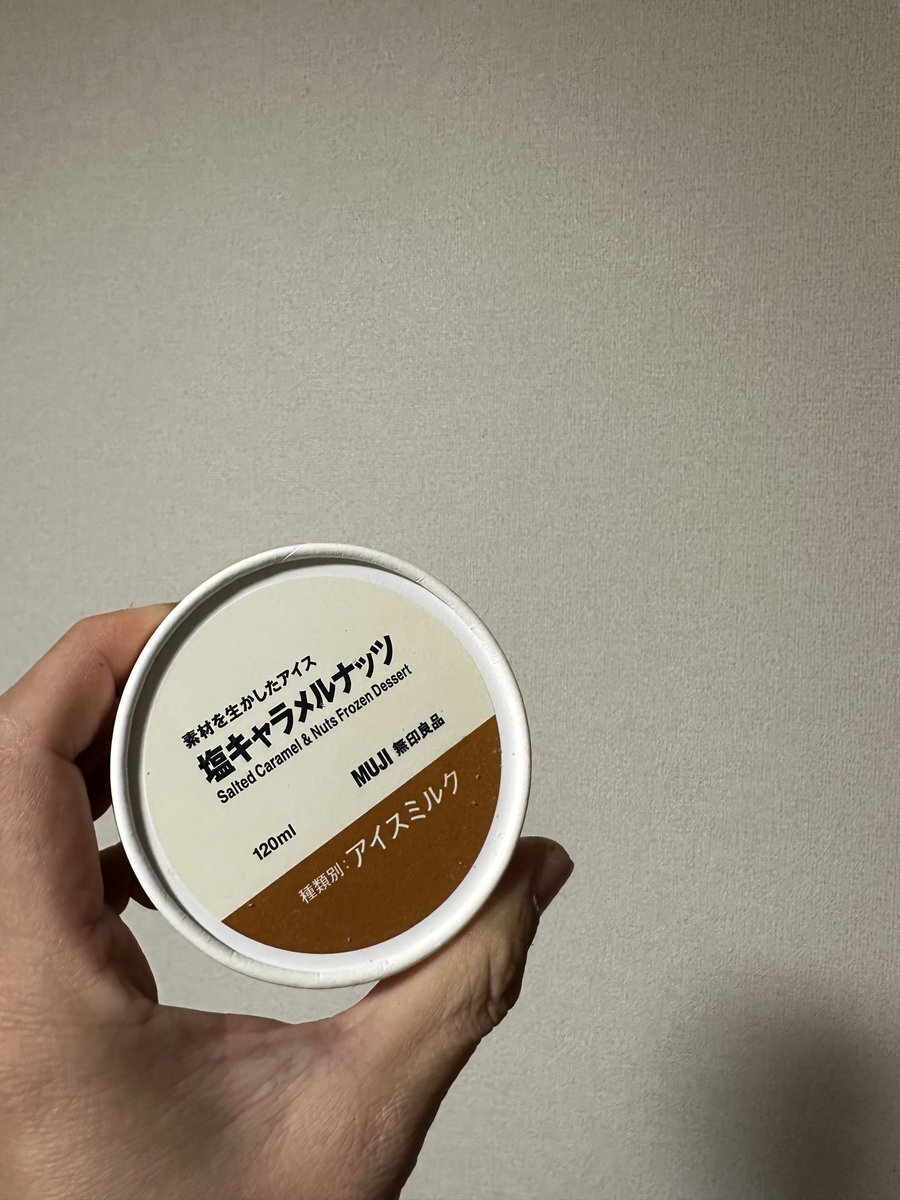 素材を生かしたアイス
塩キャラメルナッツ
Salted Caramel & Nuts Frozen Dessert
MUJI 無印良品
120ml
種類別：アイスミルク